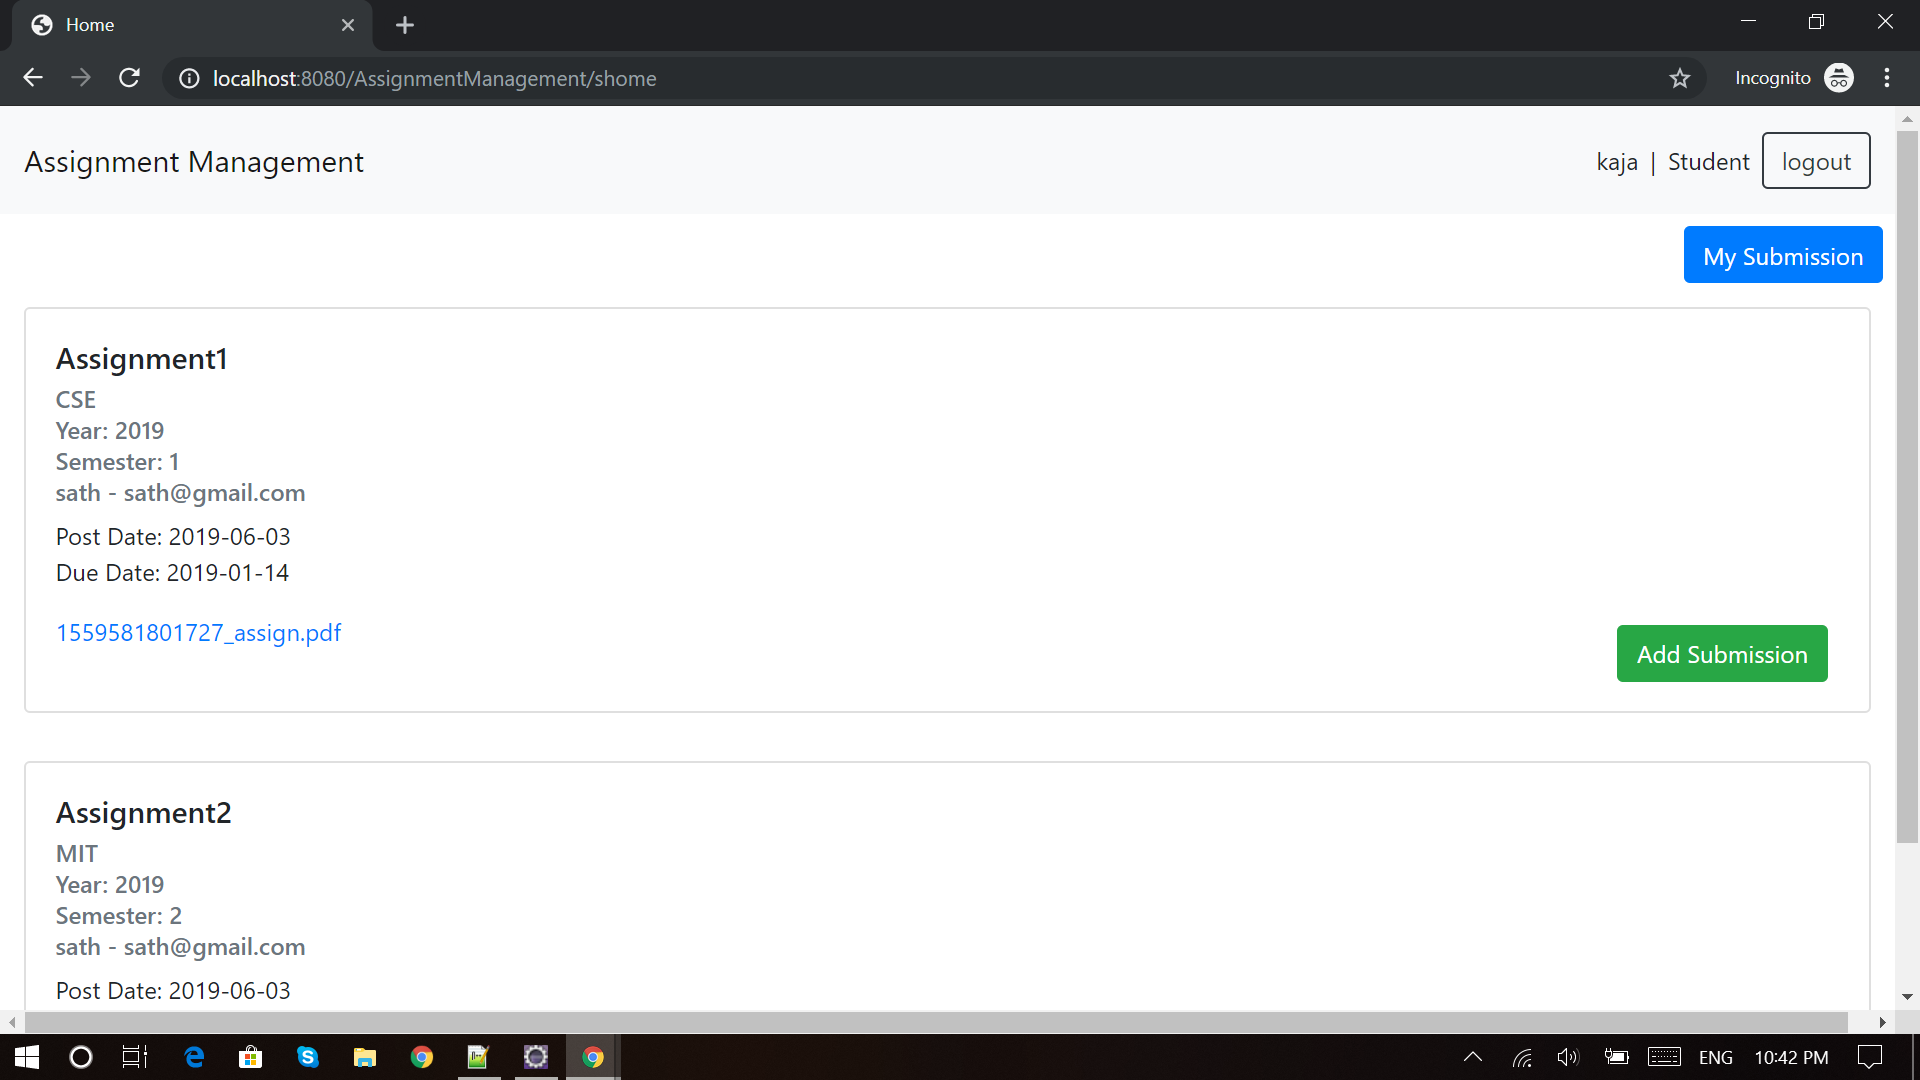 Home
localhost:8080/AssignmentManagement/shome
Incognito
Assignment Management
kaja | Student logout
My Submission
Assignment1
CSE
Year: 2019
Semester: 1
sath - sath@gmail.com
Post Date: 2019-06-03
Due Date: 2019-01-14
1559581801727_assign.pdf
Add Submission
Assignment2
MIT
Year: 2019
Semester: 2
sath - sath@gmail.com
Post Date: 2019-06-03
ENG 10:42 PM